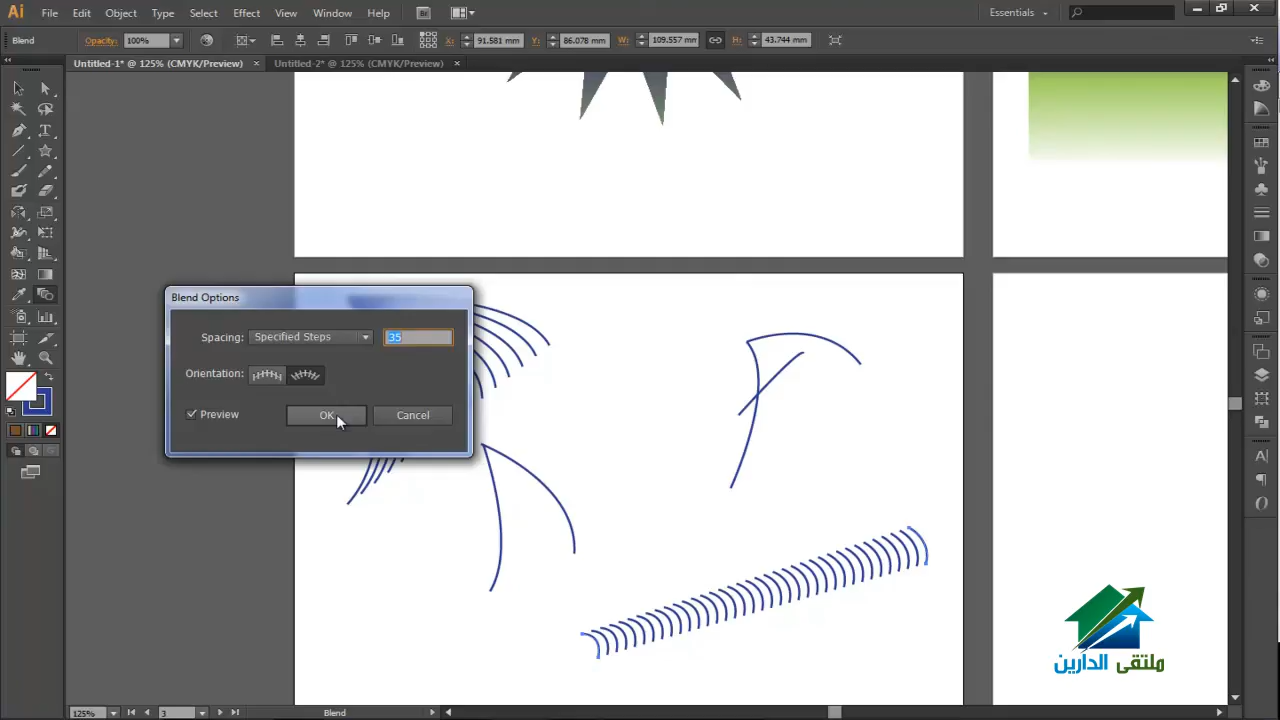 Ai File Edit Object Type Select Effect View Window Help Br Essentials
Blend Opacity: 100% X: 91.581 mm Y: 86.078 mm W: 109.557 mm H: 43.744 mm
Untitled-1* @ 125% (CMYK/Preview) × Untitled-2* @ 125% (CMYK/Preview) ×
Blend Options
Spacing: Specified Steps 35
Orientation:
Preview OK Cancel
ملتقى الدارين
125% 3 Blend